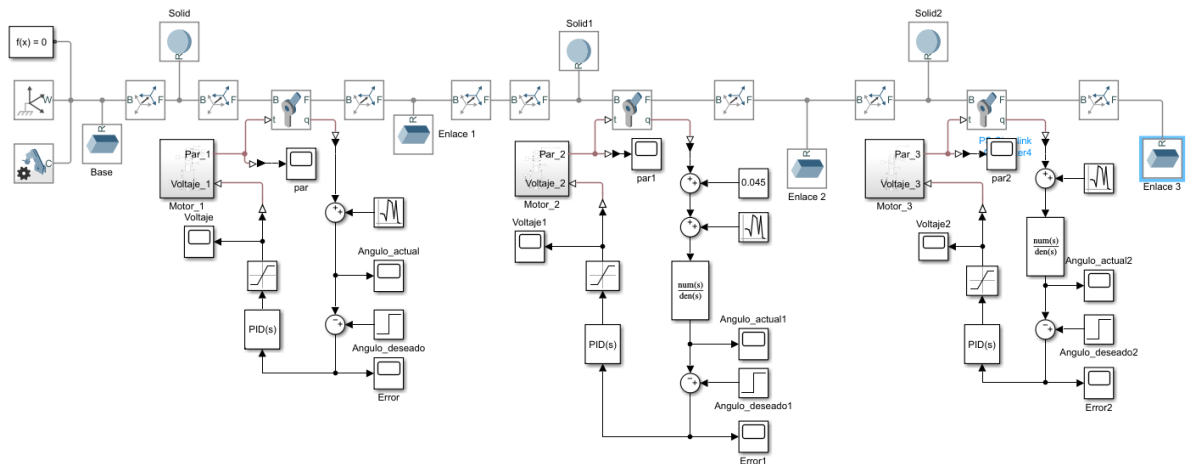 Solid
Solid1
Solid2
f(x) = 0
R
R
R
W
B
F
B
F
B
F
B
F
B
F
B
F
B
F
B
F
B
F
B
F
B
F
t
q
t
q
t
q
C
R
Base
R
Enlace 1
R
Enlace 2
R
Enlace 3
Par_1
Voltaje_1
Motor_1
par
Voltaje
PID(s)
Angulo_actual
Angulo_deseado
Error
Par_2
Voltaje_2
Motor_2
par1
0.045
Voltaje1
num(s)
den(s)
PID(s)
Angulo_actual1
Angulo_deseado1
Error1
Par_3
Voltaje_3
Motor_3
par2
Voltaje2
num(s)
den(s)
PID(s)
Angulo_actual2
Angulo_deseado2
Error2